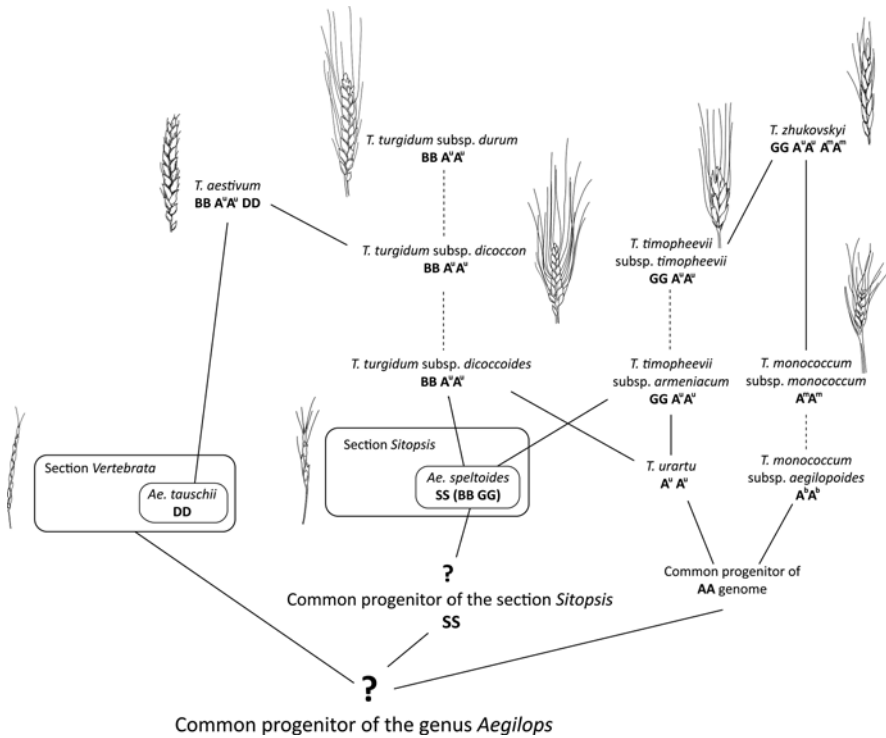 T. turgidum subsp. durum
BB AᵘAᵘ
T. zhukovskyi
GG AᵘAᵘ AᵐAᵐ
T. aestivum
BB AᵘAᵘ DD
T. turgidum subsp. dicoccon
BB AᵘAᵘ
T. timopheevii
subsp. timopheevii
GG AᵘAᵘ
T. turgidum subsp. dicoccoides
BB AᵘAᵘ
T. timopheevii
subsp. armeniacum
GG AᵘAᵘ
T. monococcum
subsp. monococcum
AᵐAᵐ
Section Vertebrata
Ae. tauschii
DD
Section Sitopsis
Ae. speltoides
SS (BB GG)
T. urartu
Aᵘ Aᵘ
T. monococcum
subsp. aegilopoides
AᵇAᵇ
?
Common progenitor of the section Sitopsis
SS
Common progenitor of
AA genome
?
Common progenitor of the genus Aegilops